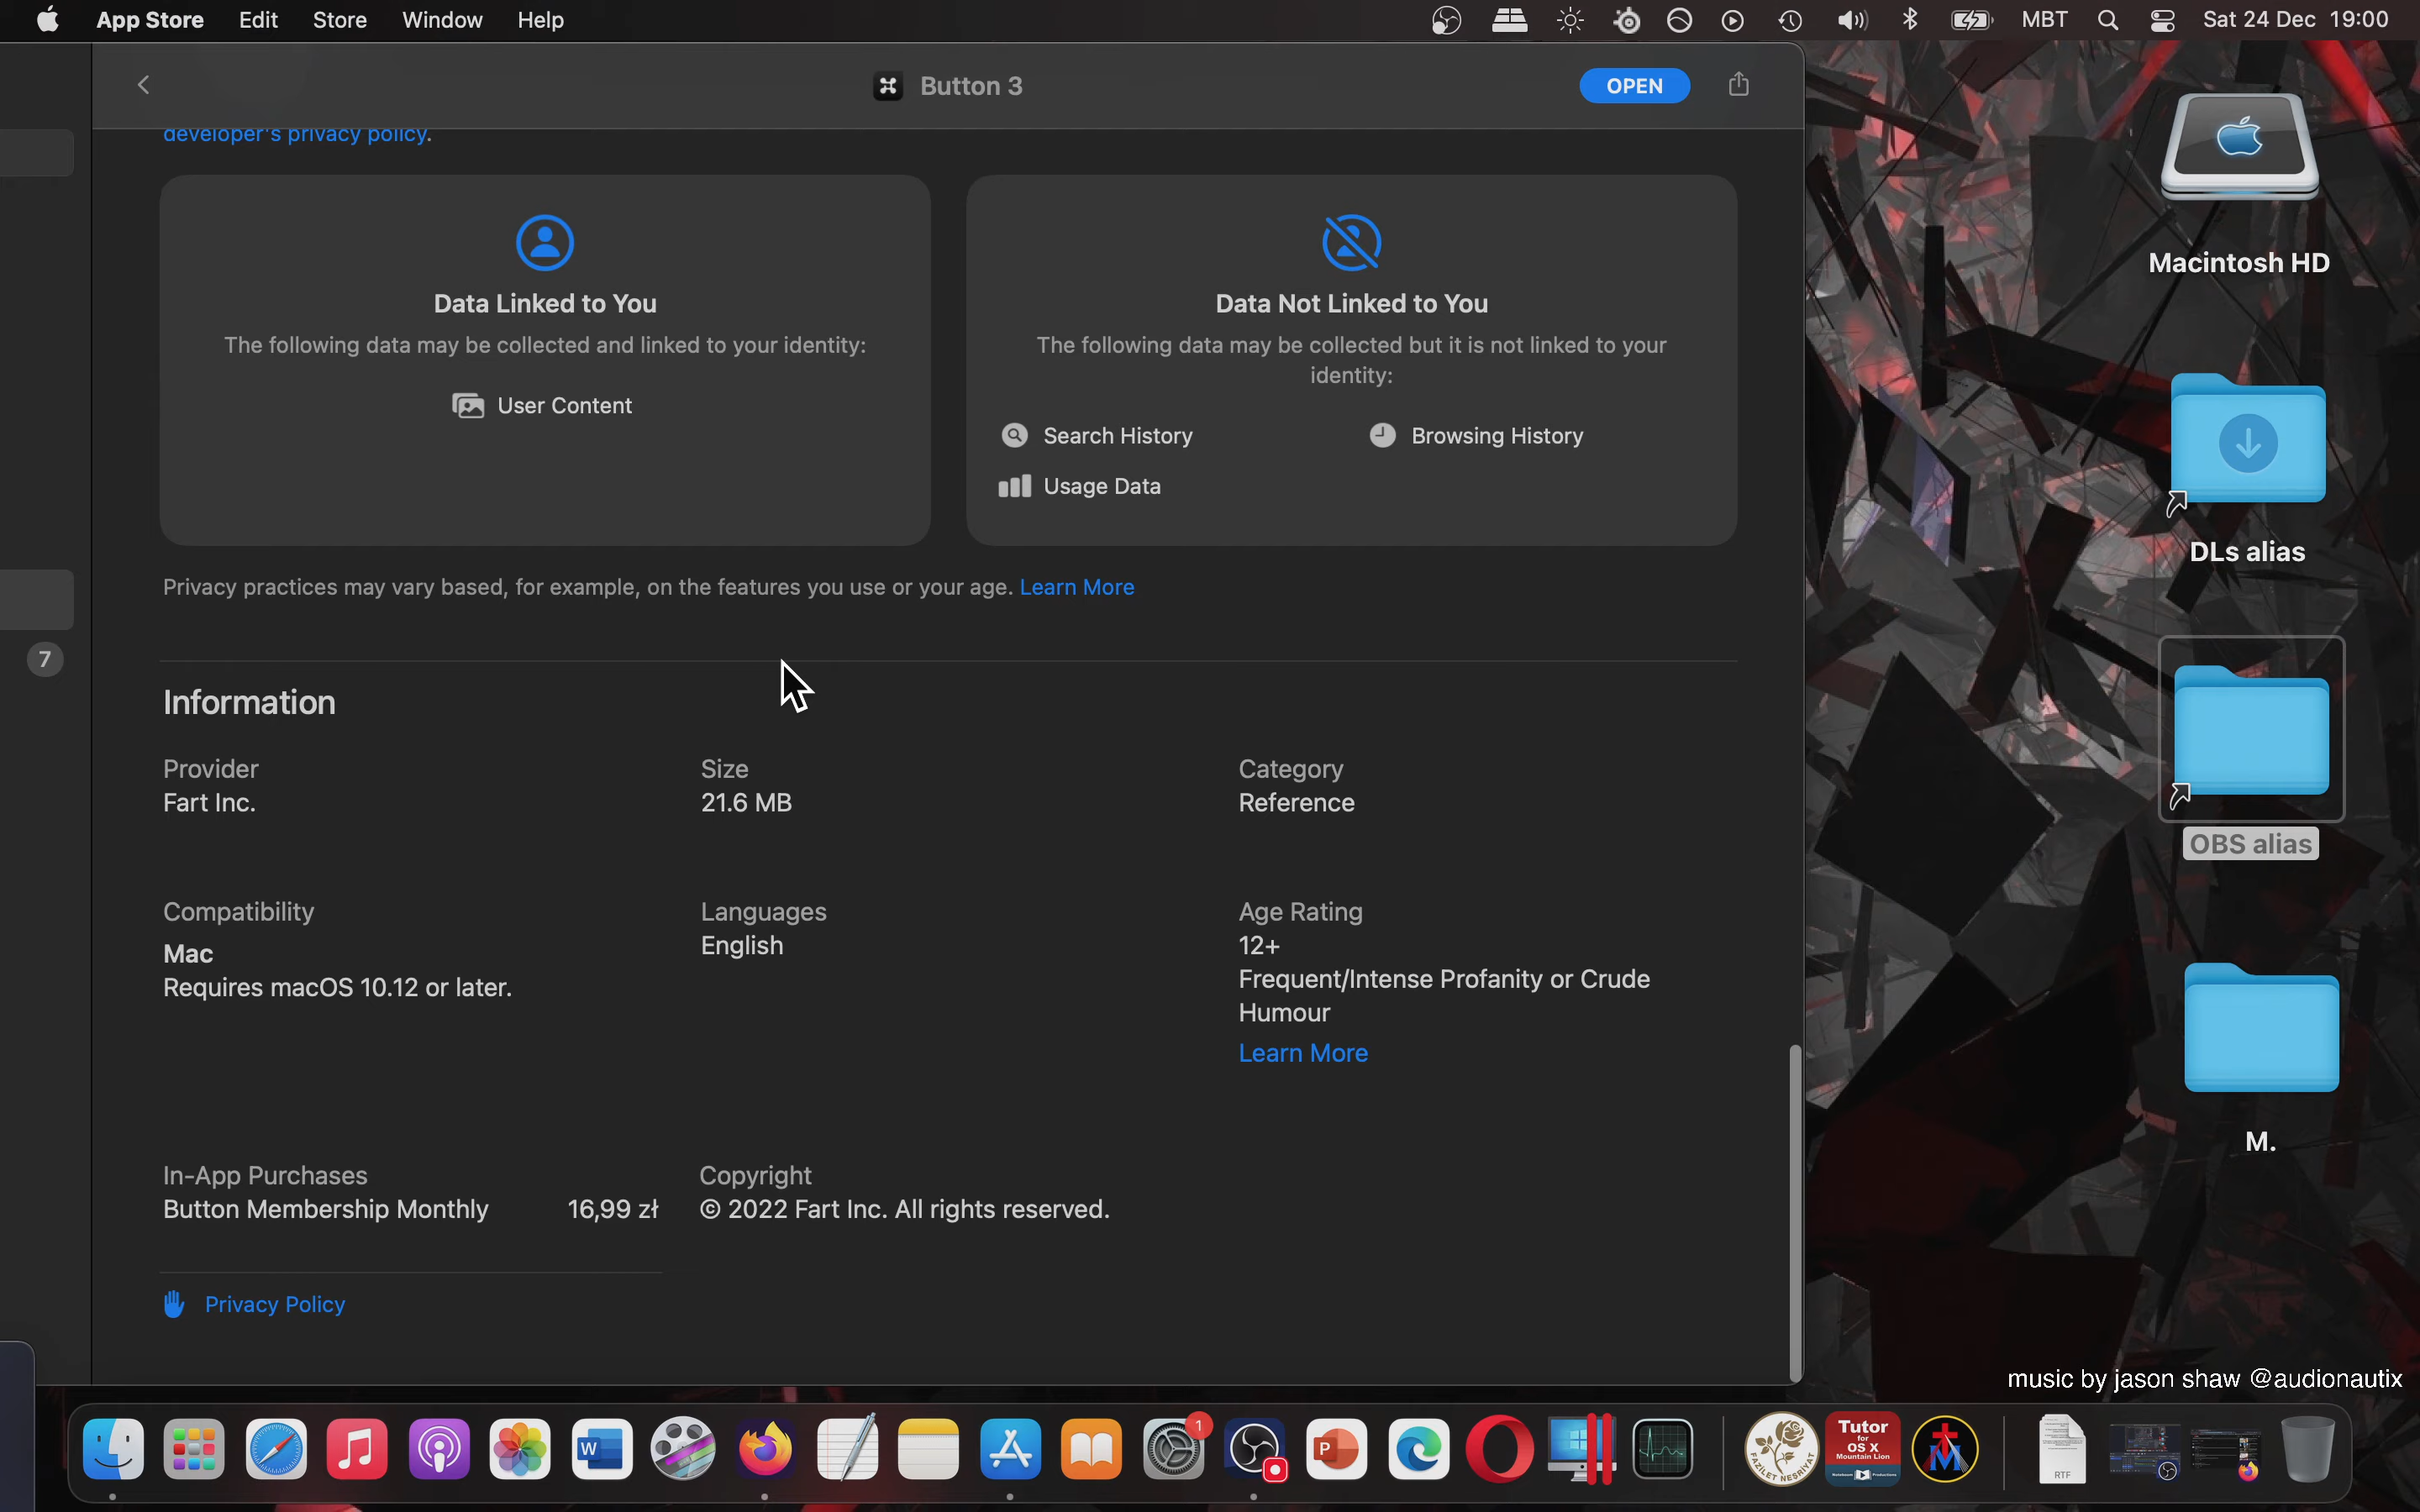 App Store Edit Store Window Help MBT Sat 24 Dec 19:00
Button 3 OPEN
developer's privacy policy.
Data Linked to You
The following data may be collected and linked to your identity:
User Content
Data Not Linked to You
The following data may be collected but it is not linked to your
identity:
Search History Browsing History
Usage Data
Privacy practices may vary based, for example, on the features you use or your age. Learn More
7
Information
Provider
Fart Inc.
Size
21.6 MB
Category
Reference
Compatibility
Mac
Requires macOS 10.12 or later.
Languages
English
Age Rating
12+
Frequent/Intense Profanity or Crude
Humour
Learn More
In-App Purchases
Button Membership Monthly 16,99 zł
Copyright
© 2022 Fart Inc. All rights reserved.
Privacy Policy
Macintosh HD
DLs alias
OBS alias
M.
music by jason shaw @audionautix
W
1
P
FAZILET NESRIYAT
Tutor
for
OS X
Mountain Lion
RTF